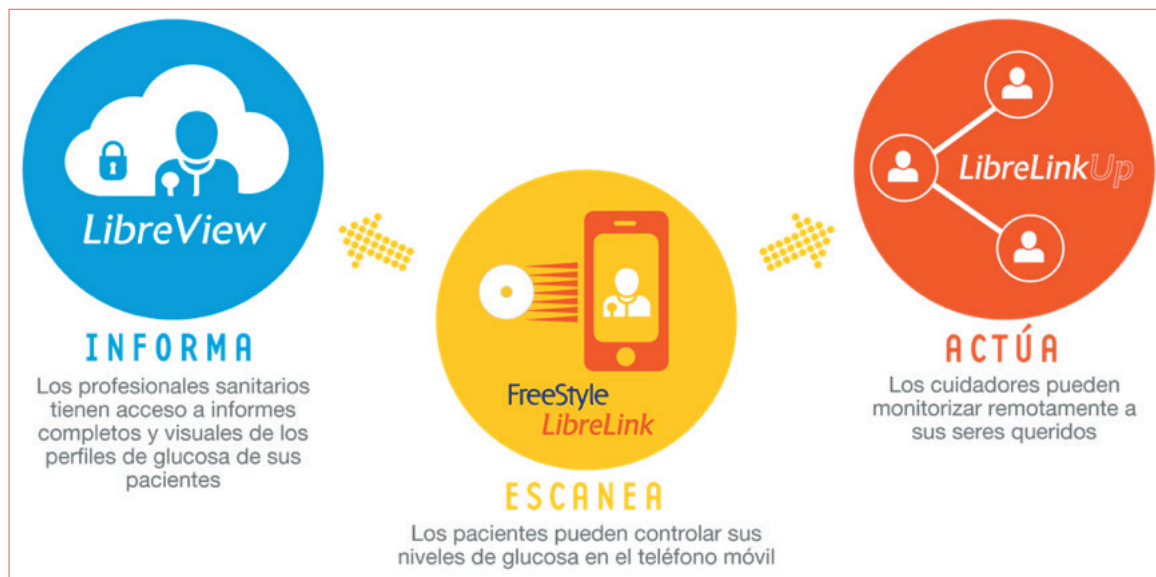 LibreView
INFORMA
Los profesionales sanitarios
tienen acceso a informes
completos y visuales de los
perfiles de glucosa de sus
pacientes
FreeStyle
LibreLink
ESCANEA
Los pacientes pueden controlar sus
niveles de glucosa en el teléfono móvil
LibreLinkUp
ACTÚA
Los cuidadores pueden
monitorizar remotamente a
sus seres queridos